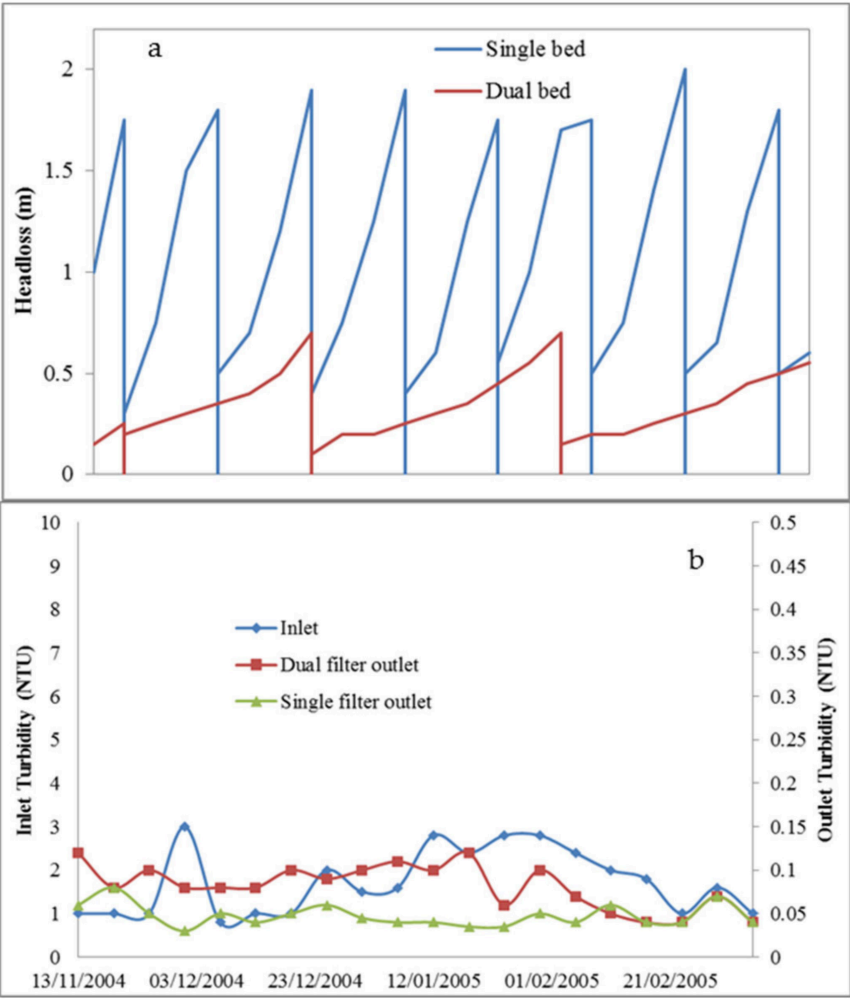 a
Single bed
Dual bed
2
1.5
1
0.5
0
Headloss (m)
b
10
9
8
7
6
5
4
3
2
1
0
Inlet Turbidity (NTU)
Inlet
Dual filter outlet
Single filter outlet
0.5
0.45
0.4
0.35
0.3
0.25
0.2
0.15
0.1
0.05
0
Outlet Turbidity (NTU)
13/11/2004 03/12/2004 23/12/2004 12/01/2005 01/02/2005 21/02/2005